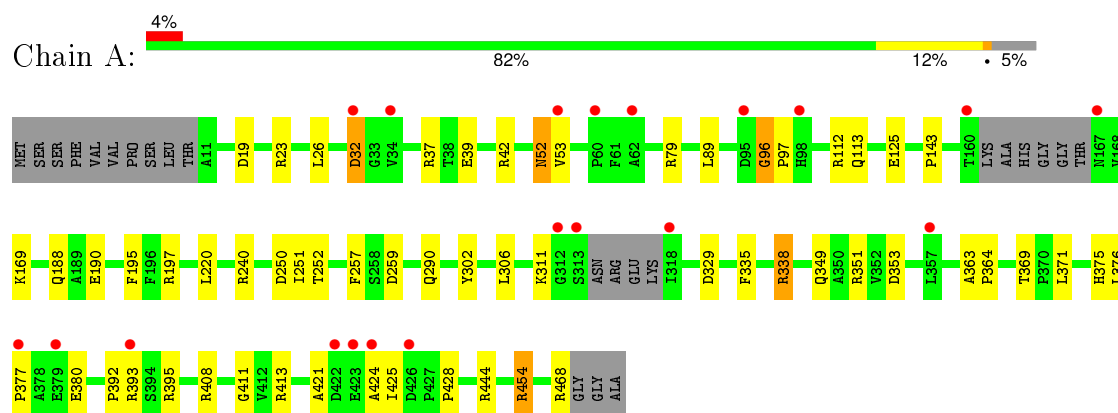 4%
Chain A:
82% 12% • 5%
MET SER SER PHE VAL VAL PRO SER LEU THR A11 D19 R23 L26 D32 G33 V34 R37 T38 E39 R42 N52 V53 P60 F61 A62 R79 L89 D95 G96 P97 H98 R112 Q113 E125 P143 T160 LYS ALA HIS GLY GLY THR N167 V168
K169 Q188 A189 E190 F195 F196 R197 L220 R240 D250 I251 T252 F257 S258 D259 Q290 Y302 L306 K311 G312 S313 ASN ARG GLU LYS I318 D329 F335 R338 Q349 A350 R351 V352 D353 L357 A363 P364 T369 P370 L371 H375
P377 A378 E379 E380 P392 R393 S394 R395 R408 G411 V412 R413 A421 D422 E423 A424 I425 D426 P427 P428 R444 R454 R468 GLY GLY ALA